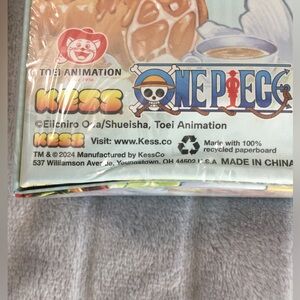 TOEI ANIMATION
KESS ONE PIECE
©Eiichiro Oda/Shueisha, Toei Animation
KESS Visit: www.Kess.co Made with 100%
recycled paperboard
TM & © 2024 Manufactured by KessCo
537 Williamson Avenue, Youngstown, OH 44502 U.S.A. MADE IN CHINA